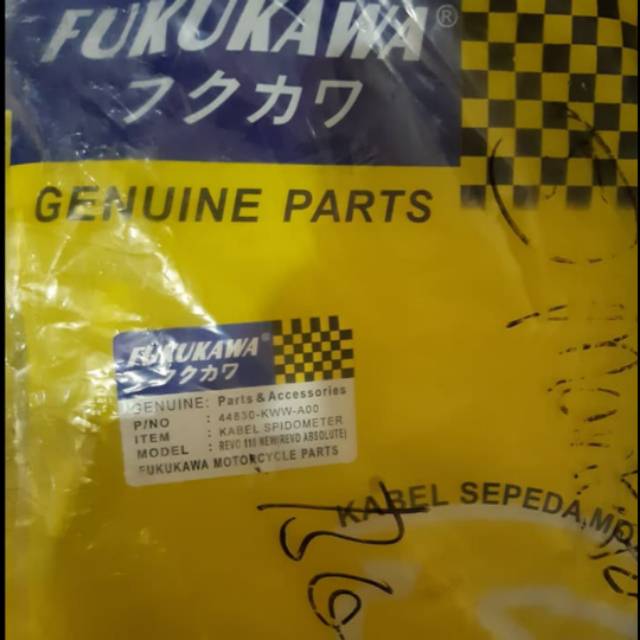 FUKUKAWA®
フクカワ
GENUINE PARTS
FUKUKAWA
フクカワ
GENUINE: Parts & Accessories
P/NO : 44830-KWW-A00
ITEM : KABEL SPIDOMETER
MODEL : REVO 110 NEW(REVO ABSOLUTE)
FUKUKAWA MOTORCYCLE PARTS
KABEL SEPEDA MO